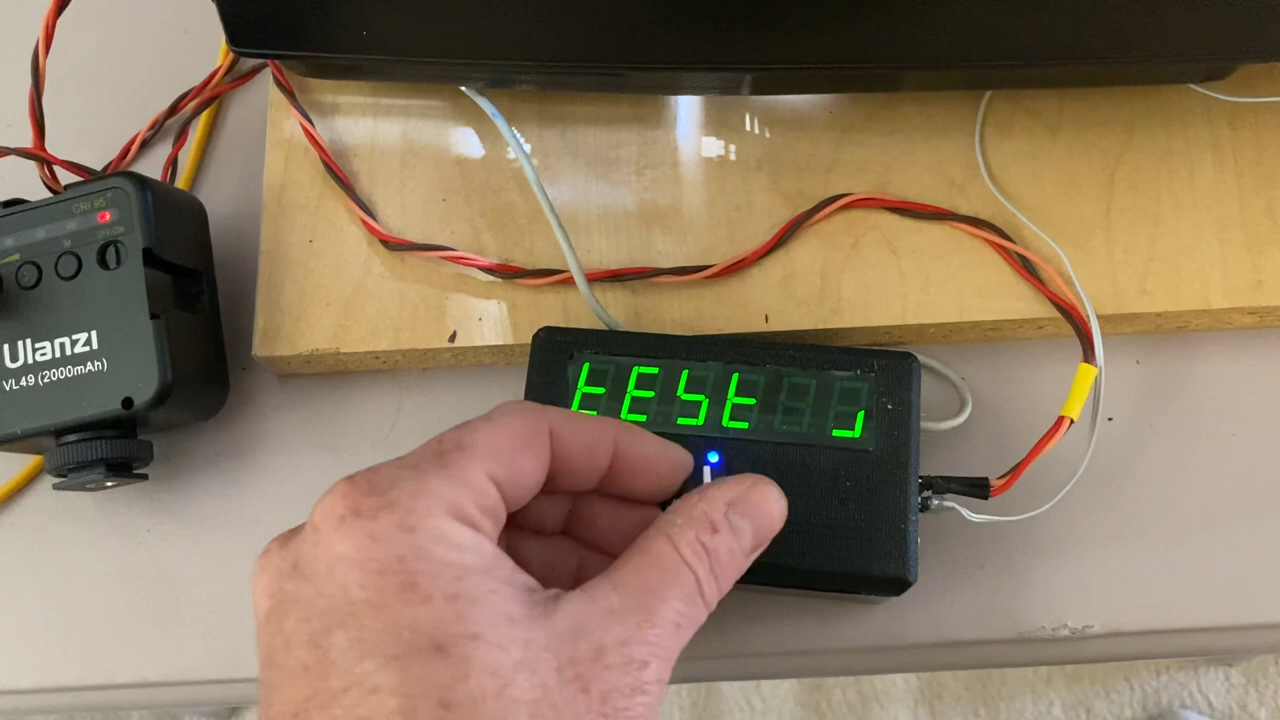 CRI 95+
M
OFF/ON
Ulanzi
VL49 (2000mAh)
tESt